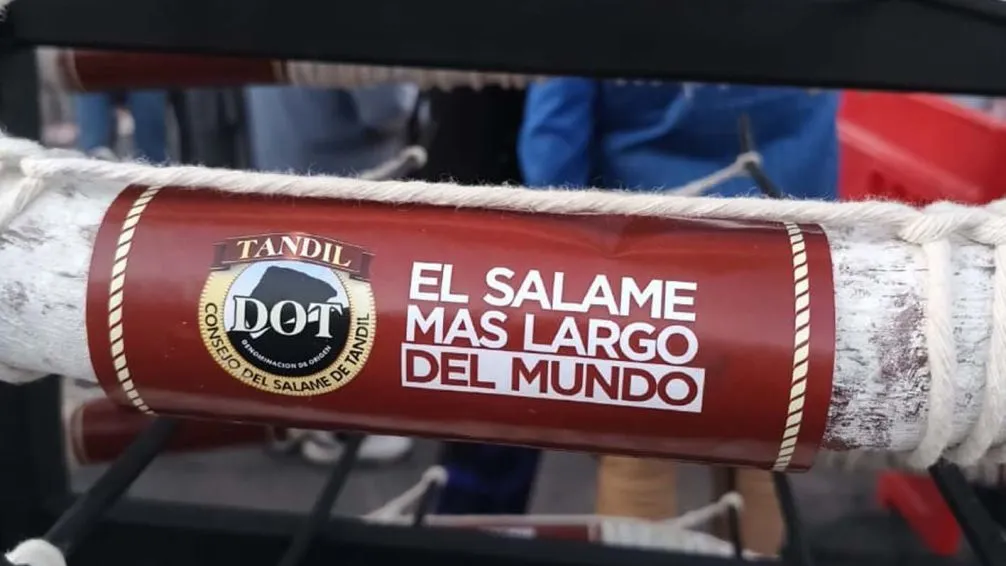 TANDIL
DOT
DENOMINACION DE ORIGEN
CONSEJO DEL SALAME DE TANDIL
EL SALAME
MAS LARGO
DEL MUNDO